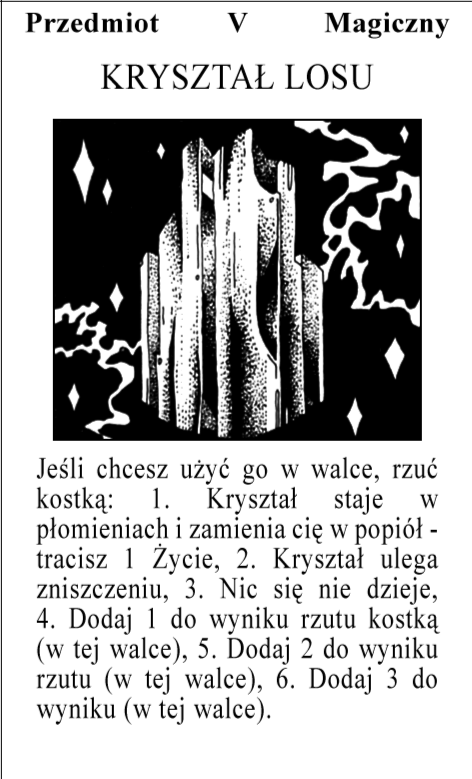 Przedmiot V Magiczny
KRYSZTAŁ LOSU
Jeśli chcesz użyć go w walce, rzuć
kostką: 1. Kryształ staje w
płomieniach i zamienia cię w popiół -
tracisz 1 Życie, 2. Kryształ ulega
zniszczeniu, 3. Nic się nie dzieje,
4. Dodaj 1 do wyniku rzutu kostką
(w tej walce), 5. Dodaj 2 do wyniku
rzutu (w tej walce), 6. Dodaj 3 do
wyniku (w tej walce).